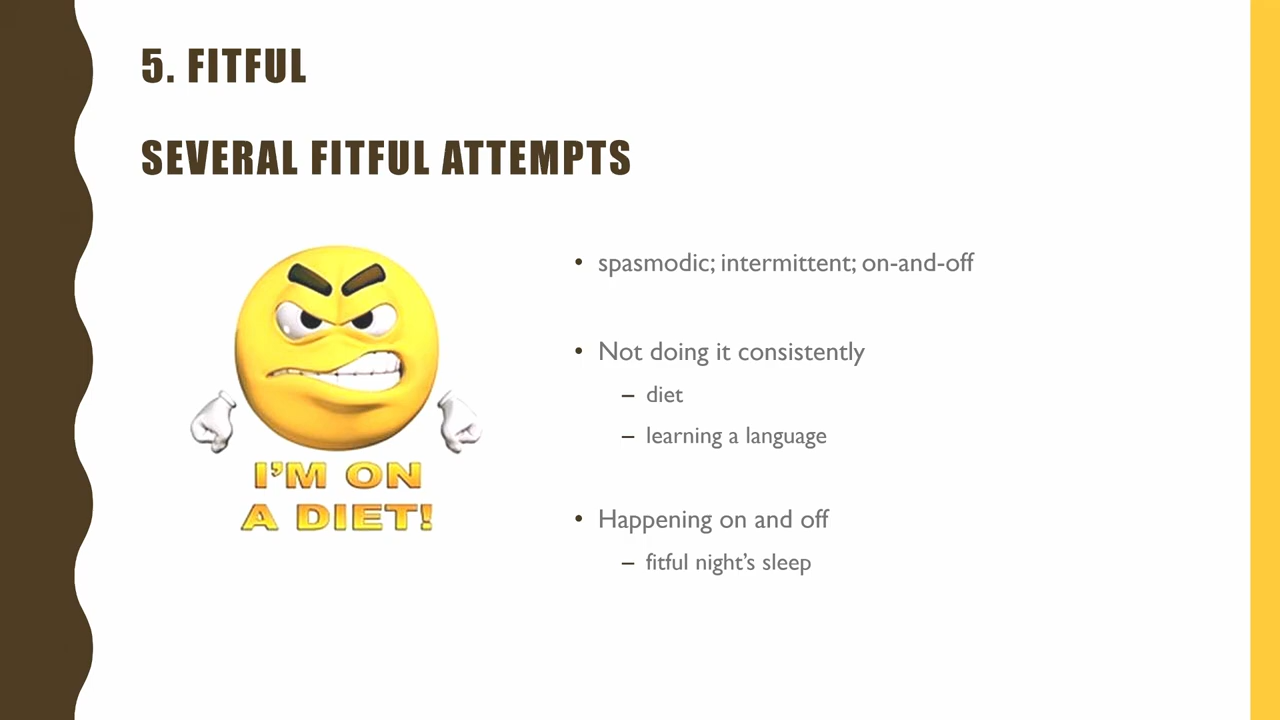 5. FITFUL
SEVERAL FITFUL ATTEMPTS
I'M ON
A DIET!
• spasmodic; intermittent; on-and-off
• Not doing it consistently
– diet
– learning a language
• Happening on and off
– fitful night's sleep